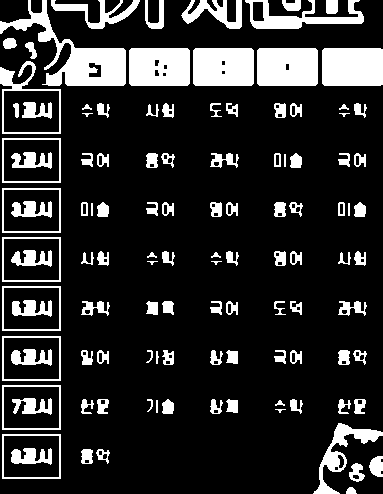 1교시 수학 사회 도덕 영어 수학
2교시 국어 음악 과학 미술 국어
3교시 미술 국어 영어 음악 미술
4교시 사회 수학 수학 영어 사회
5교시 과학 체육 국어 도덕 과학
6교시 일어 가정 창체 국어 음악
7교시 한문 기술 창체 수학 한문
8교시 음악